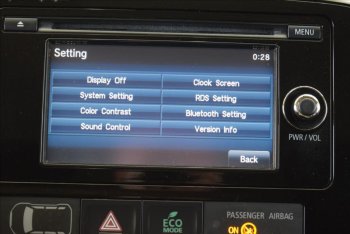 MENU
Setting 0:28
Display Off Clock Screen
System Setting RDS Setting
Color Contrast Bluetooth Setting
Sound Control Version Info
Back
PWR / VOL
ECO
MODE
PASSENGER AIRBAG
ON